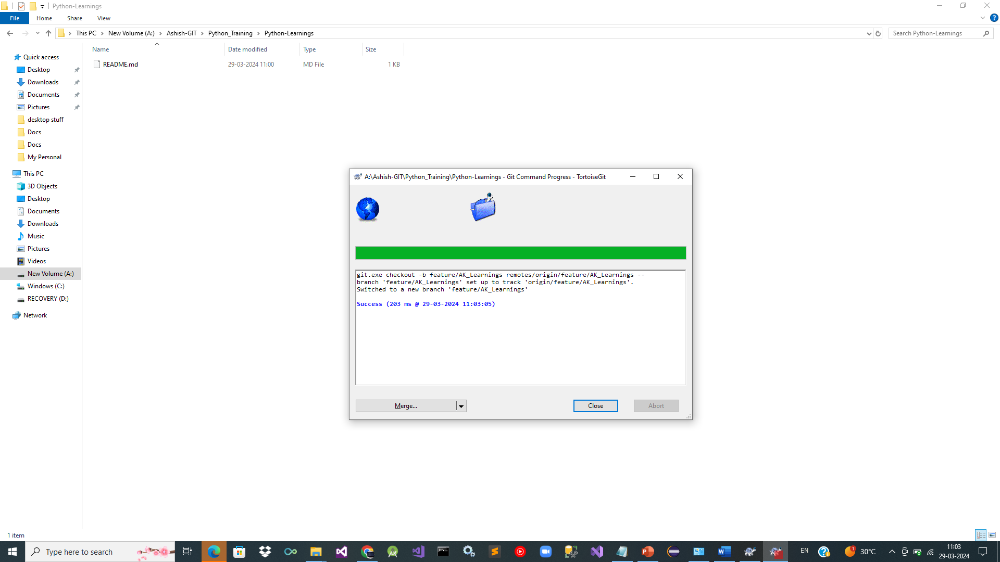 Python-Learnings
File Home Share View
This PC New Volume (A:) Ashish-GIT Python_Training Python-Learnings
Search Python-Learnings
Name Date modified Type Size
README.md 29-03-2024 11:00 MD File 1 KB
Quick access
Desktop
Downloads
Documents
Pictures
desktop stuff
Docs
Docs
My Personal
This PC
3D Objects
Desktop
Documents
Downloads
Music
Pictures
Videos
New Volume (A:)
Windows (C:)
RECOVERY (D:)
Network
A:\Ashish-GIT\Python_Training\Python-Learnings - Git Command Progress - TortoiseGit
git.exe checkout -b feature/AK_Learnings remotes/origin/feature/AK_Learnings --
branch 'feature/AK_Learnings' set up to track 'origin/feature/AK_Learnings'.
Switched to a new branch 'feature/AK_Learnings'
Success (203 ms @ 29-03-2024 11:03:05)
Merge...
Close
Abort
1 item
Type here to search
EN
30°C
11:03
29-03-2024